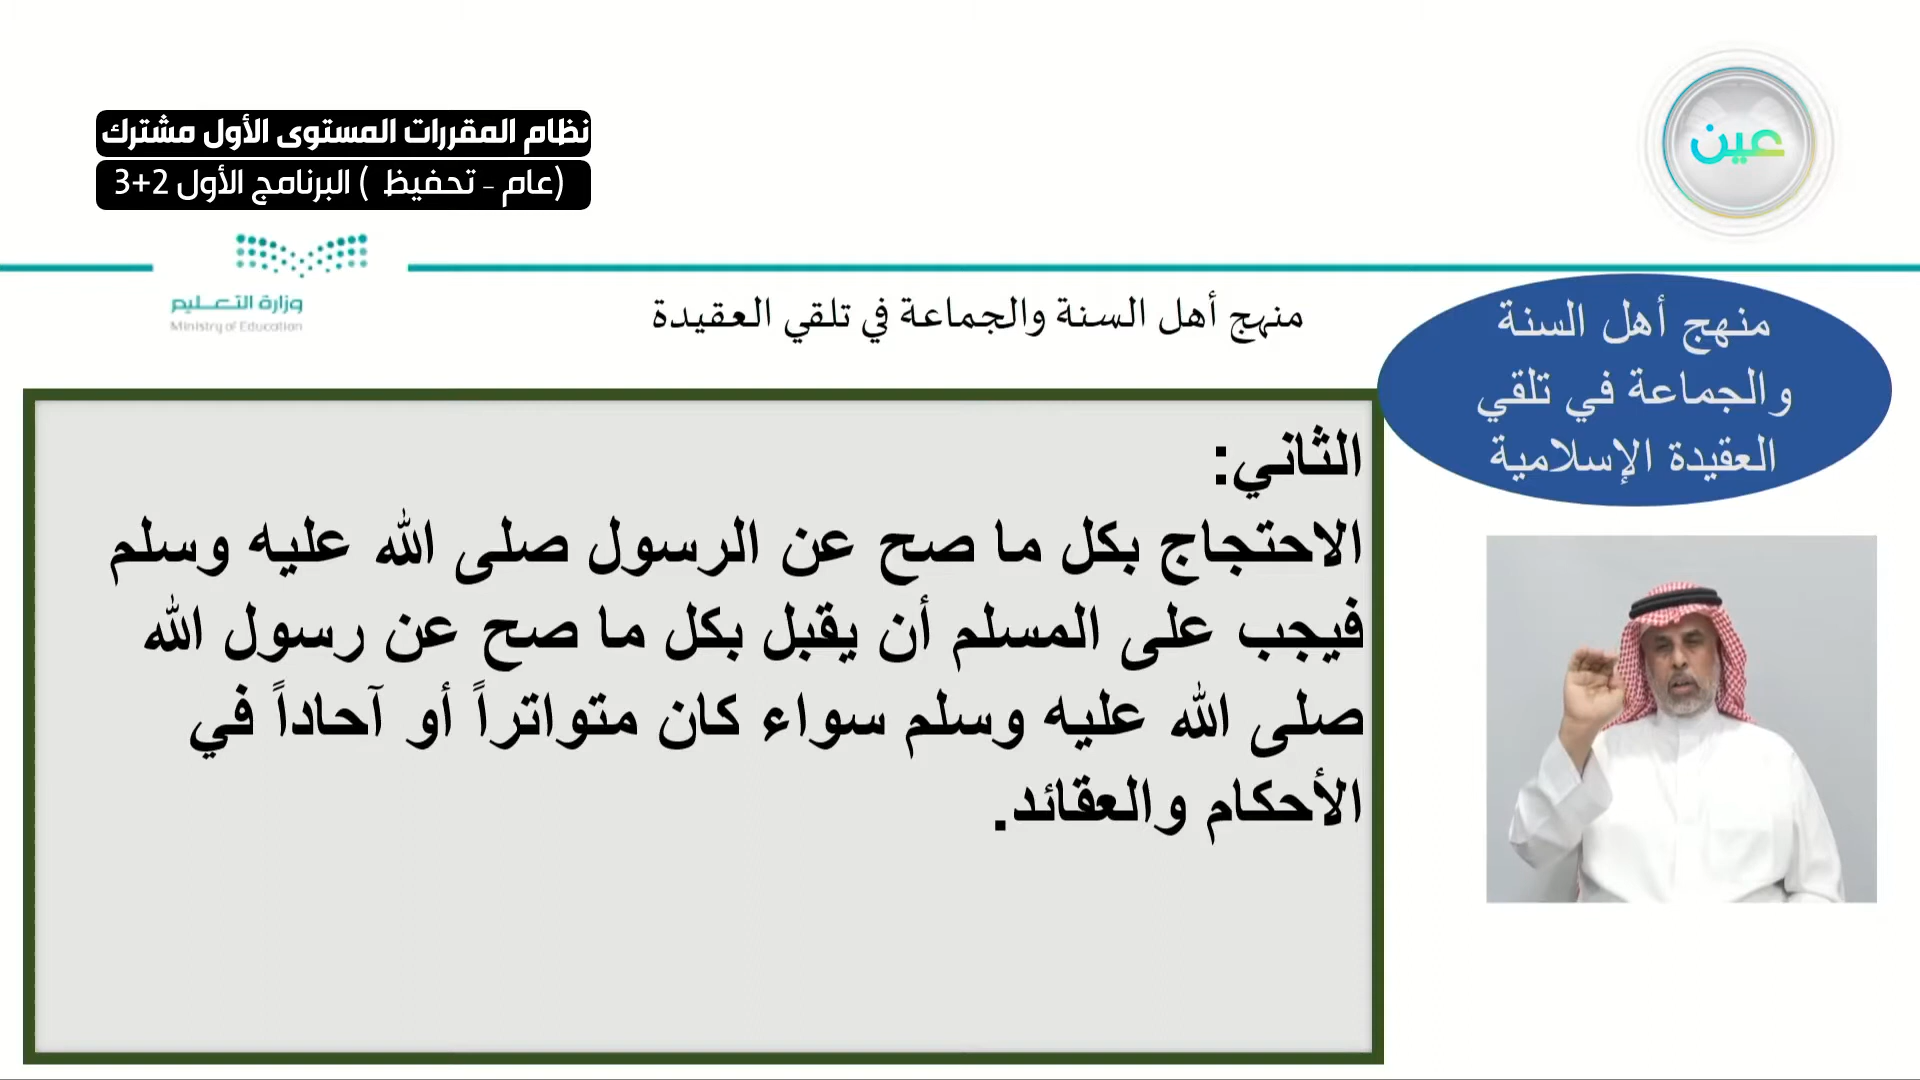 نظام المقررات المستوى الأول مشترك
(عام - تحفيظ ) البرنامج الأول 2+3
عين
وزارة التعليم
Ministry of Education
منهج أهل السنة والجماعة في تلقي العقيدة
منهج أهل السنة
والجماعة في تلقي
العقيدة الإسلامية
الثاني:
الاحتجاج بكل ما صح عن الرسول صلى الله عليه وسلم
فيجب على المسلم أن يقبل بكل ما صح عن رسول الله
صلى الله عليه وسلم سواء كان متواتراً أو آحاداً في
الأحكام والعقائد.